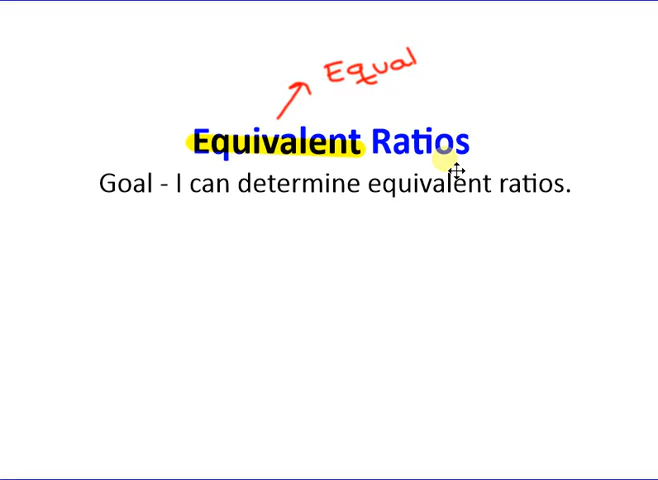 Equal
Equivalent Ratios
Goal - I can determine equivalent ratios.